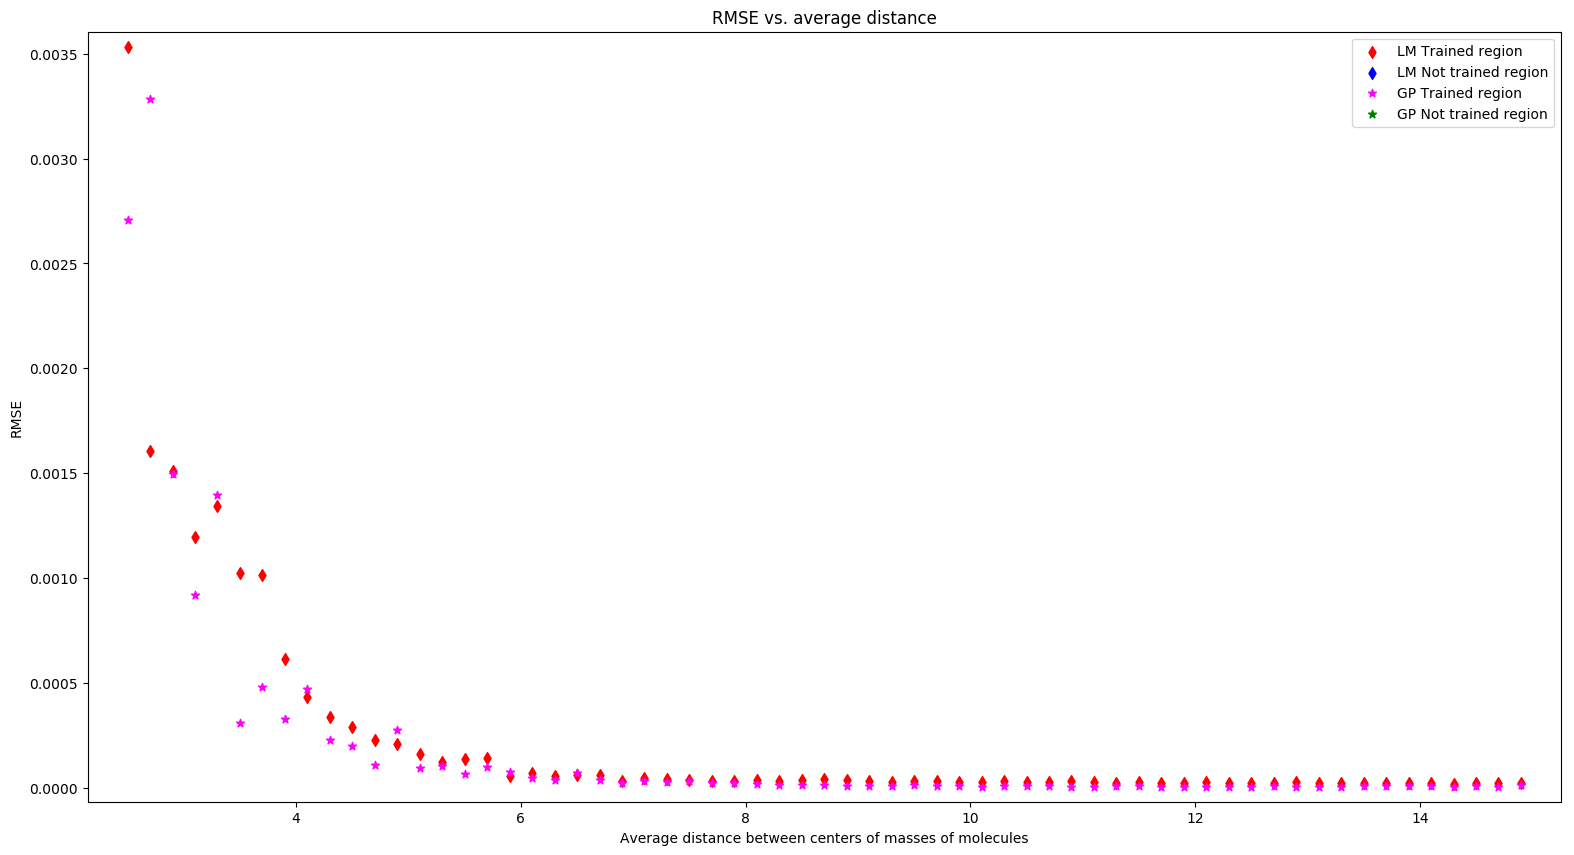 RMSE vs. average distance
LM Trained region
LM Not trained region
GP Trained region
GP Not trained region
0.0035
0.0030
0.0025
0.0020
0.0015
0.0010
0.0005
0.0000
RMSE
4
6
8
10
12
14
Average distance between centers of masses of molecules